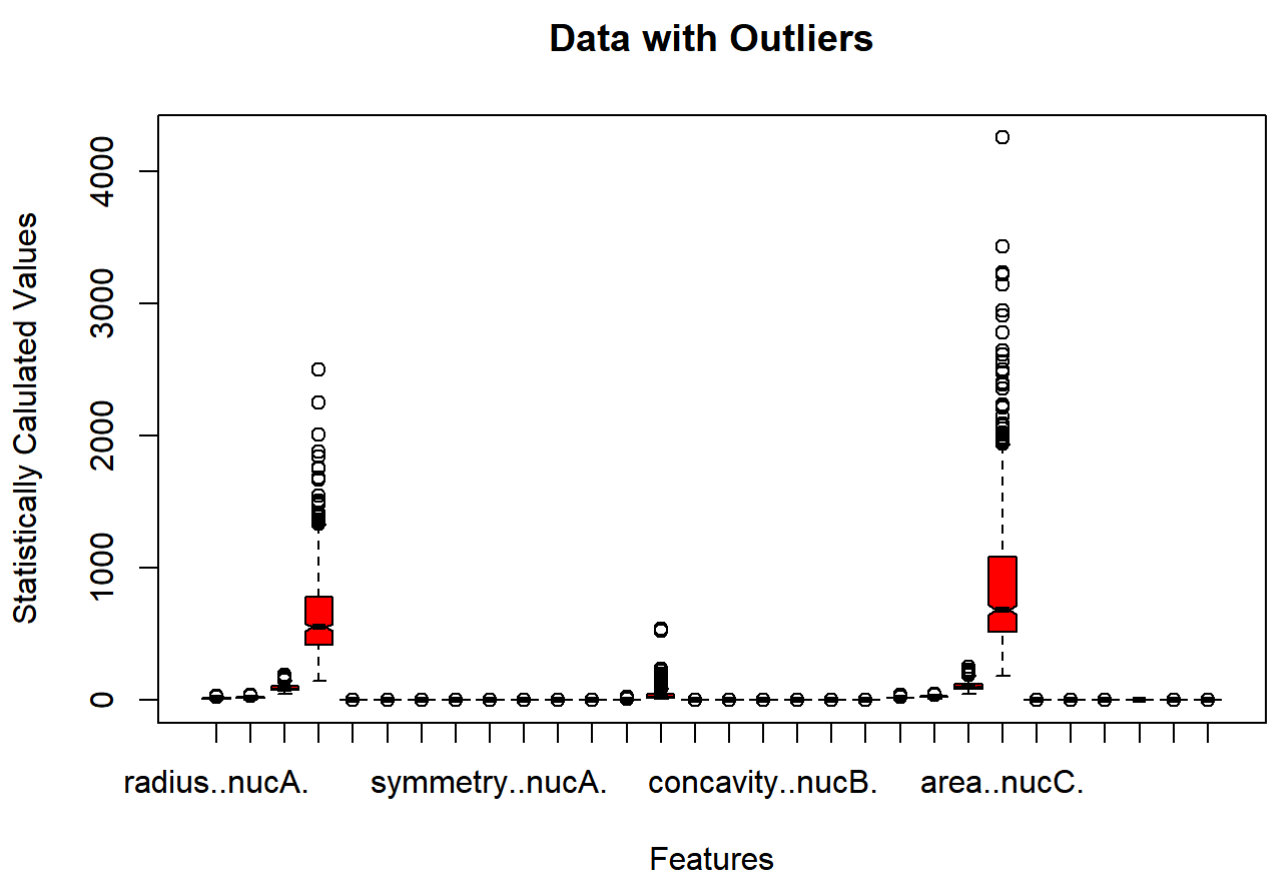 Data with Outliers
Statistically Calulated Values
4000
3000
2000
1000
0
radius..nucA. symmetry..nucA. concavity..nucB. area..nucC.
Features